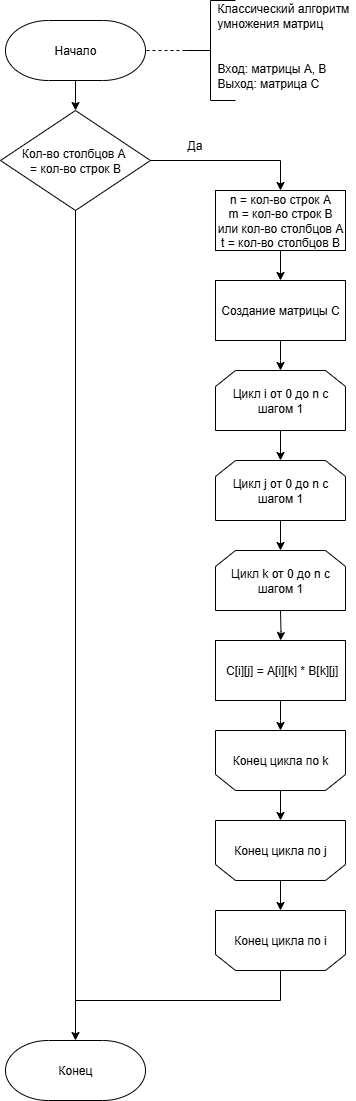 Классический алгоритм
умножения матриц
Вход: матрицы A, B
Выход: матрица C
Начало
Кол-во столбцов A
= кол-во строк B
Да
n = кол-во строк A
m = кол-во строк B
или кол-во столбцов A
t = кол-во столбцов B
Создание матрицы C
Цикл i от 0 до n с
шагом 1
Цикл j от 0 до n с
шагом 1
Цикл k от 0 до n с
шагом 1
C[i][j] = A[i][k] * B[k][j]
Конец цикла по k
Конец цикла по j
Конец цикла по i
Конец